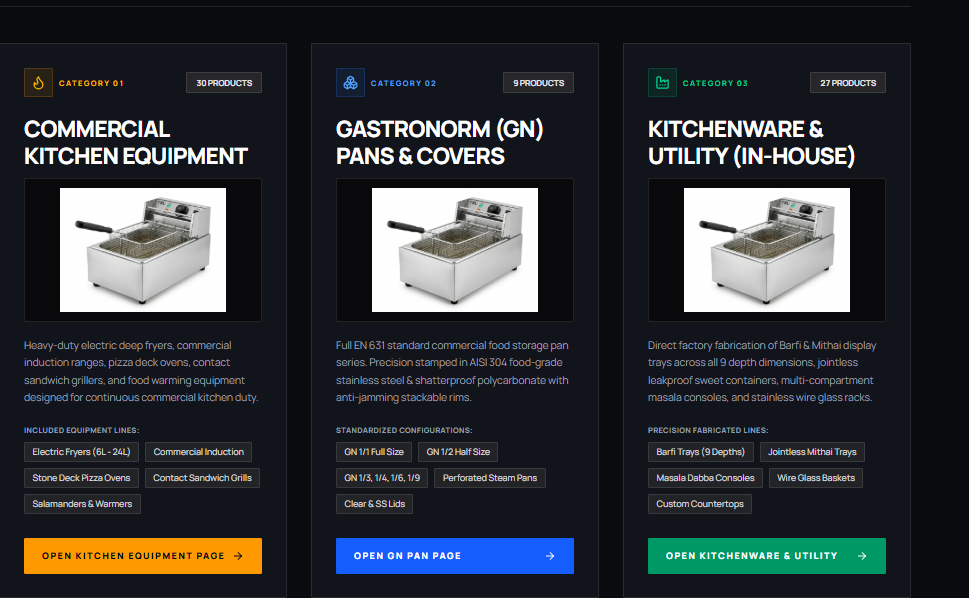 CATEGORY 01
30 PRODUCTS
COMMERCIAL
KITCHEN EQUIPMENT
Heavy-duty electric deep fryers, commercial
induction ranges, pizza deck ovens, contact
sandwich grillers, and food warming equipment
designed for continuous commercial kitchen duty.
INCLUDED EQUIPMENT LINES:
Electric Fryers (6L - 24L)
Commercial Induction
Stone Deck Pizza Ovens
Contact Sandwich Grills
Salamanders & Warmers
OPEN KITCHEN EQUIPMENT PAGE →
CATEGORY 02
9 PRODUCTS
GASTRONORM (GN)
PANS & COVERS
Full EN 631 standard commercial food storage pan
series. Precision stamped in AISI 304 food-grade
stainless steel & shatterproof polycarbonate with
anti-jamming stackable rims.
STANDARDIZED CONFIGURATIONS:
GN 1/1 Full Size
GN 1/2 Half Size
GN 1/3, 1/4, 1/6, 1/9
Perforated Steam Pans
Clear & SS Lids
OPEN GN PAN PAGE →
CATEGORY 03
27 PRODUCTS
KITCHENWARE &
UTILITY (IN-HOUSE)
Direct factory fabrication of Barfi & Mithai display
trays across all 9 depth dimensions, jointless
leakproof sweet containers, multi-compartment
masala consoles, and stainless wire glass racks.
PRECISION FABRICATED LINES:
Barfi Trays (9 Depths)
Jointless Mithai Trays
Masala Dabba Consoles
Wire Glass Baskets
Custom Countertops
OPEN KITCHENWARE & UTILITY →